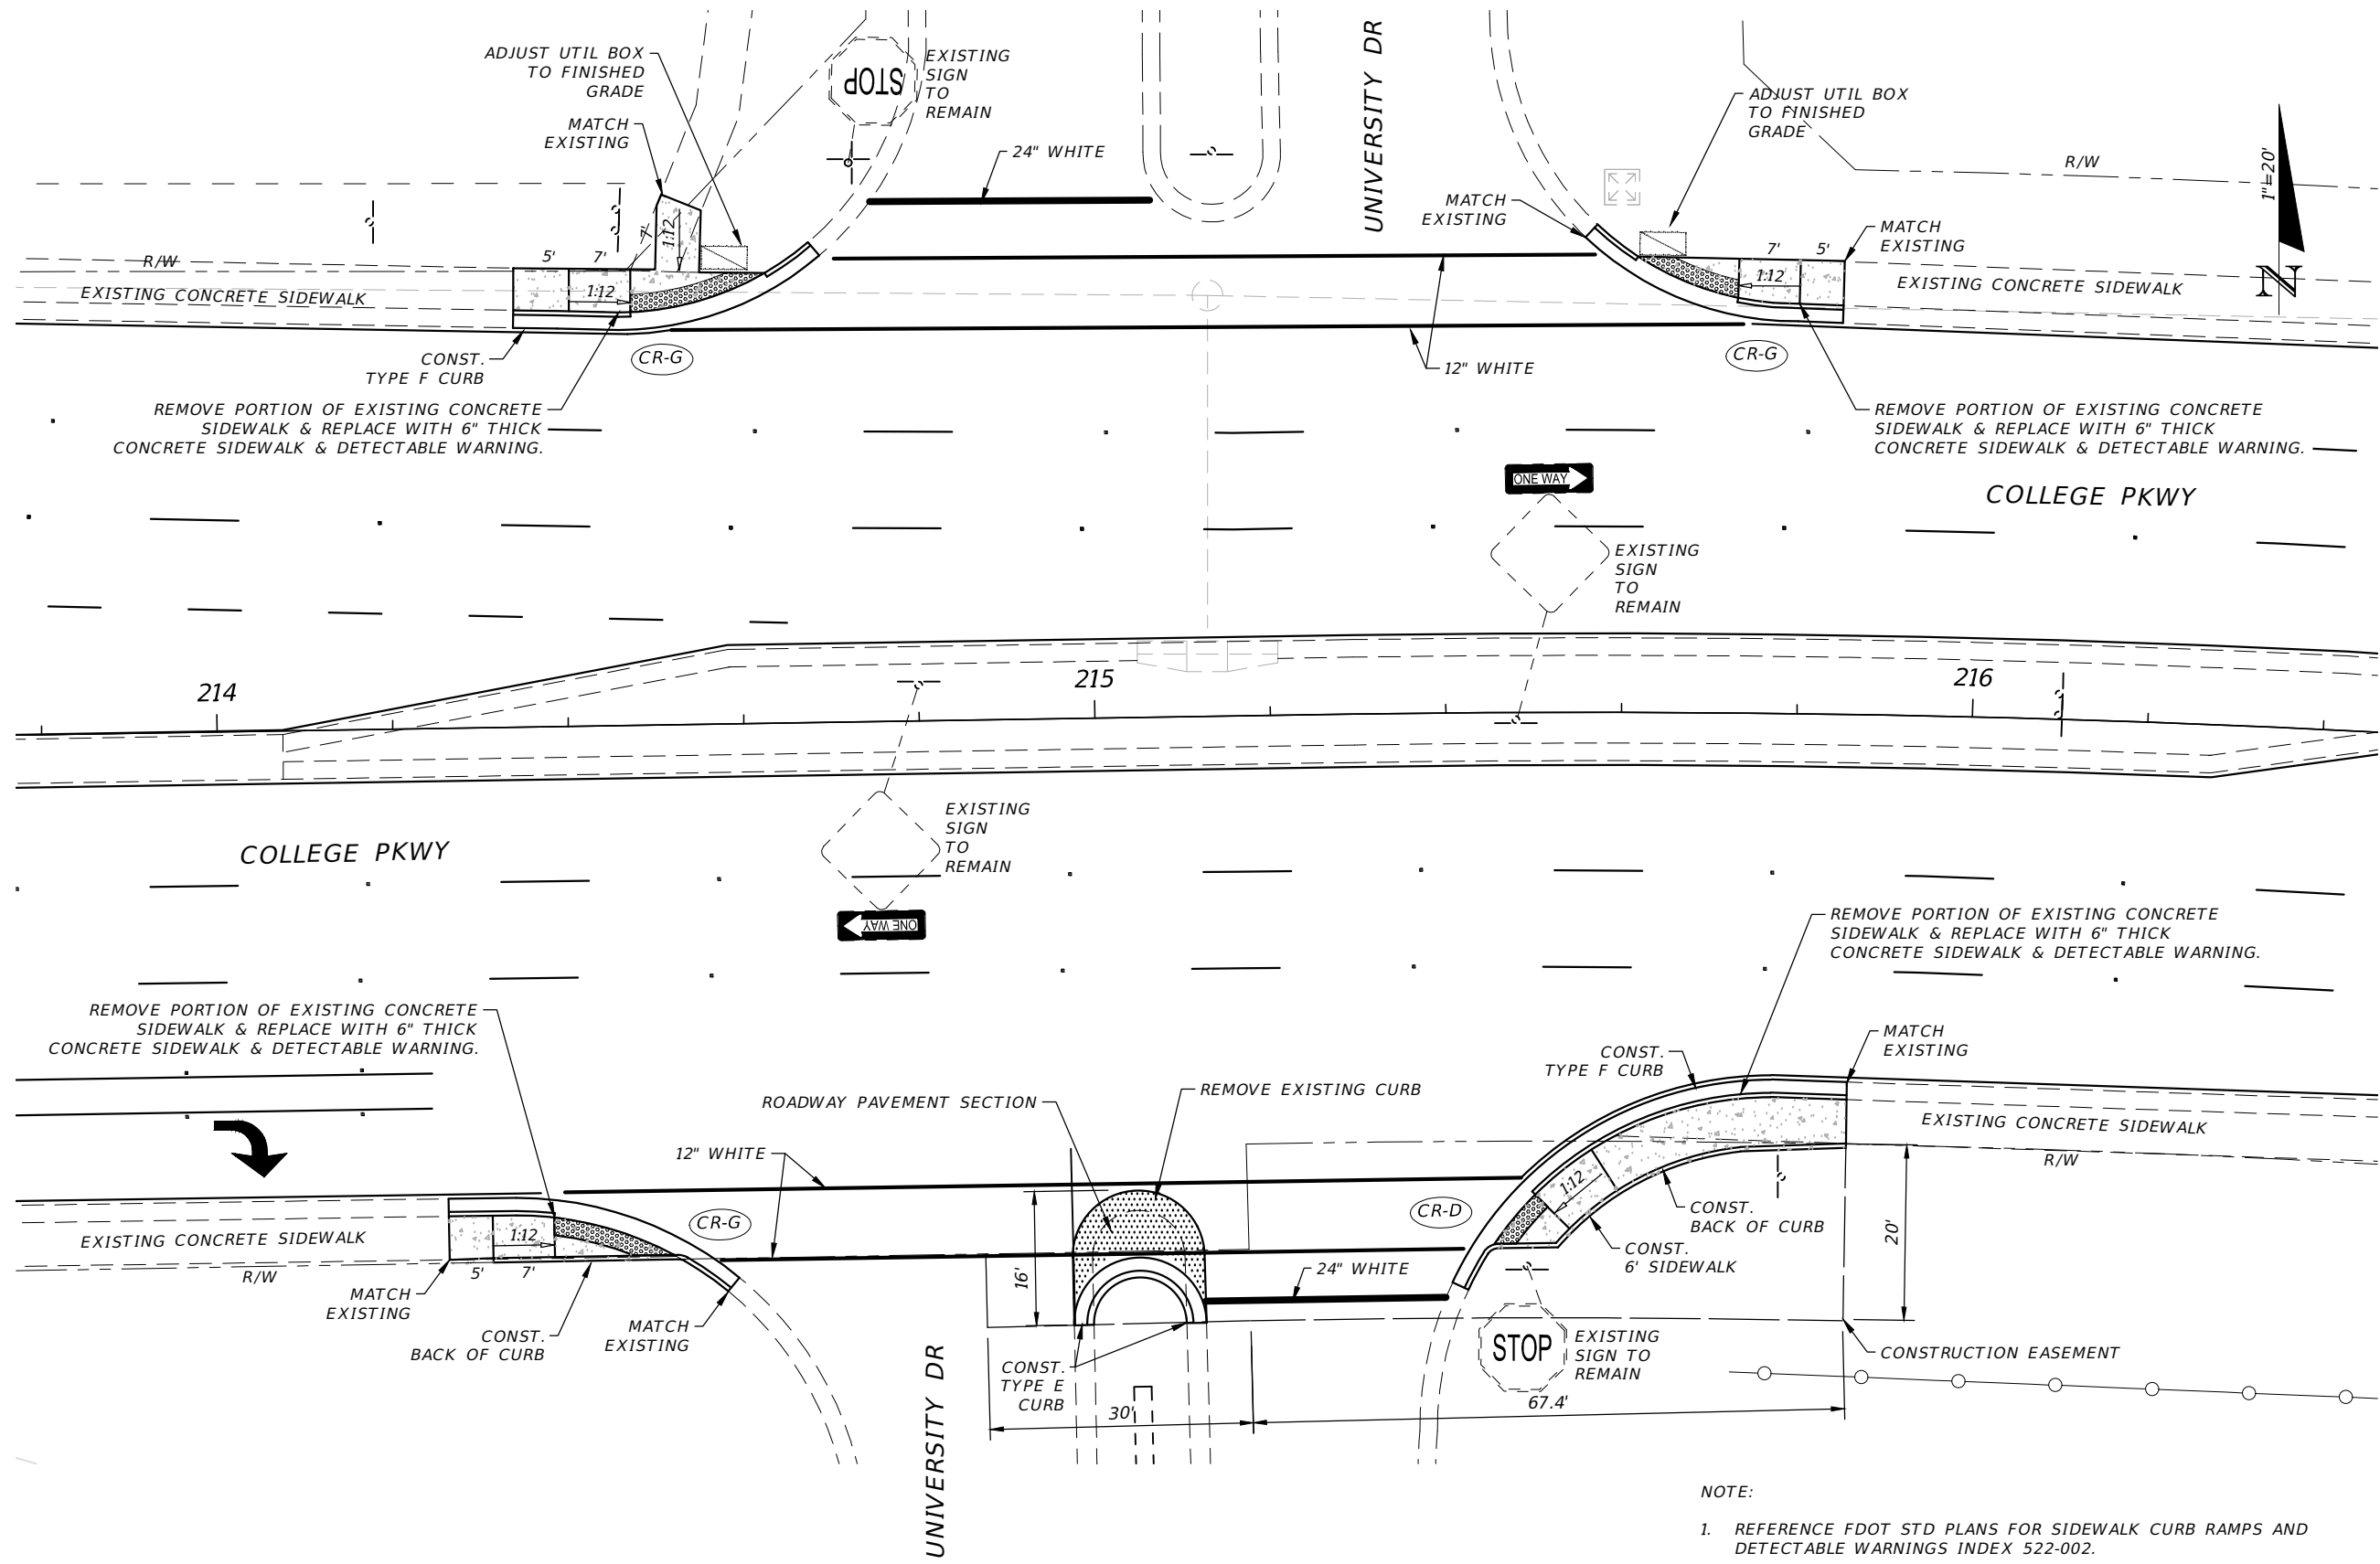 ADJUST UTIL BOX
TO FINISHED
GRADE
MATCH
EXISTING
STOP
EXISTING
SIGN
TO
REMAIN
24" WHITE
UNIVERSITY DR
ADJUST UTIL BOX
TO FINISHED
GRADE
R/W
1"=20'
N
MATCH
EXISTING
MATCH
EXISTING
7'
1:12
5'
7'
R/W
1:12
EXISTING CONCRETE SIDEWALK
7'
5'
1:12
EXISTING CONCRETE SIDEWALK
CONST.
TYPE F CURB
CR-G
CR-G
12" WHITE
REMOVE PORTION OF EXISTING CONCRETE
SIDEWALK & REPLACE WITH 6" THICK
CONCRETE SIDEWALK & DETECTABLE WARNING.
REMOVE PORTION OF EXISTING CONCRETE
SIDEWALK & REPLACE WITH 6" THICK
CONCRETE SIDEWALK & DETECTABLE WARNING.
ONE WAY
COLLEGE PKWY
EXISTING
SIGN
TO
REMAIN
214
215
216
COLLEGE PKWY
EXISTING
SIGN
TO
REMAIN
ONE WAY
REMOVE PORTION OF EXISTING CONCRETE
SIDEWALK & REPLACE WITH 6" THICK
CONCRETE SIDEWALK & DETECTABLE WARNING.
REMOVE PORTION OF EXISTING CONCRETE
SIDEWALK & REPLACE WITH 6" THICK
CONCRETE SIDEWALK & DETECTABLE WARNING.
MATCH
EXISTING
CONST.
TYPE F CURB
REMOVE EXISTING CURB
ROADWAY PAVEMENT SECTION
12" WHITE
EXISTING CONCRETE SIDEWALK
R/W
1:12
CR-D
CR-G
CONST.
BACK OF CURB
20'
EXISTING CONCRETE SIDEWALK
1:12
R/W
5'
7'
CONST.
6' SIDEWALK
16'
24" WHITE
MATCH
EXISTING
CONST.
BACK OF CURB
MATCH
EXISTING
UNIVERSITY DR
CONST.
TYPE E
CURB
30'
STOP
EXISTING
SIGN TO
REMAIN
CONSTRUCTION EASEMENT
67.4'
NOTE:
1. REFERENCE FDOT STD PLANS FOR SIDEWALK CURB RAMPS AND
DETECTABLE WARNINGS INDEX 522-002.